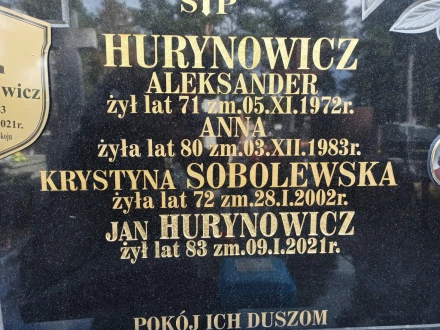 ŚP
HURYNOWICZ
ALEKSANDER
żył lat 71 zm.05.XI.1972r.
ANNA
żyła lat 80 zm.03.XII.1983r.
KRYSTYNA SOBOLEWSKA
żyła lat 72 zm.28.I.2002r.
JAN HURYNOWICZ
żył lat 83 zm.09.I.2021r.
POKÓJ ICH DUSZOM